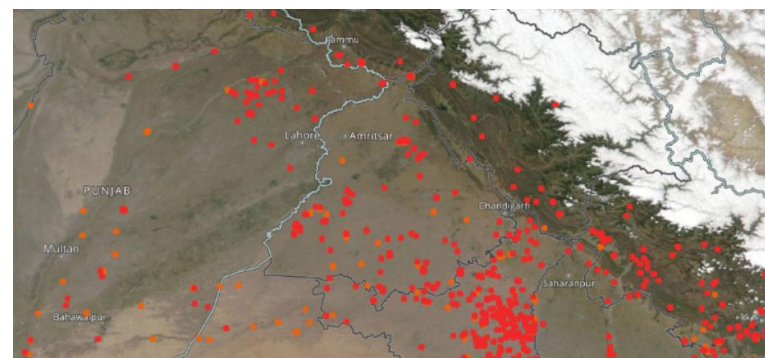 Jammu
Lahore
Amritsar
PUNJAB
Chandigarh
Multan
Saharanpur
Bahawalpur